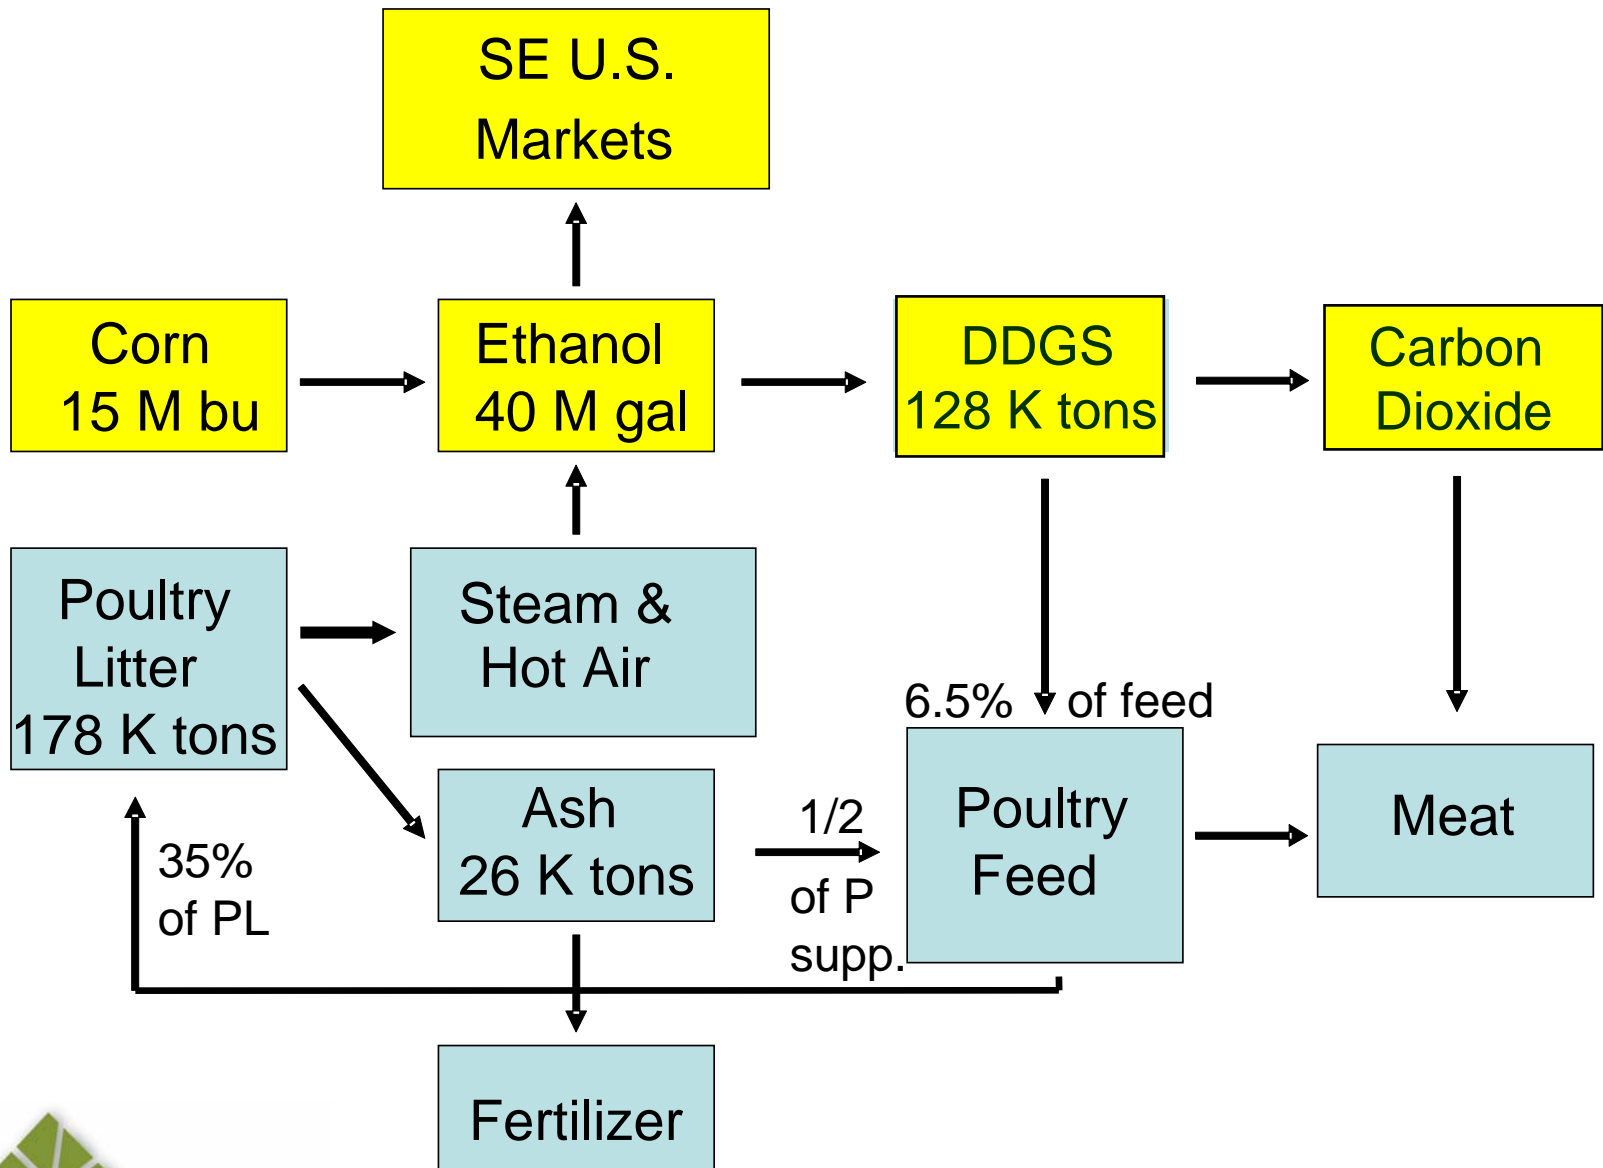 SE U.S.
Markets
Corn
15 M bu
Ethanol
40 M gal
DDGS
128 K tons
Carbon
Dioxide
Poultry
Litter
178 K tons
Steam &
Hot Air
6.5% of feed
Ash
26 K tons
1/2
of P
supp.
Poultry
Feed
Meat
35%
of PL
Fertilizer